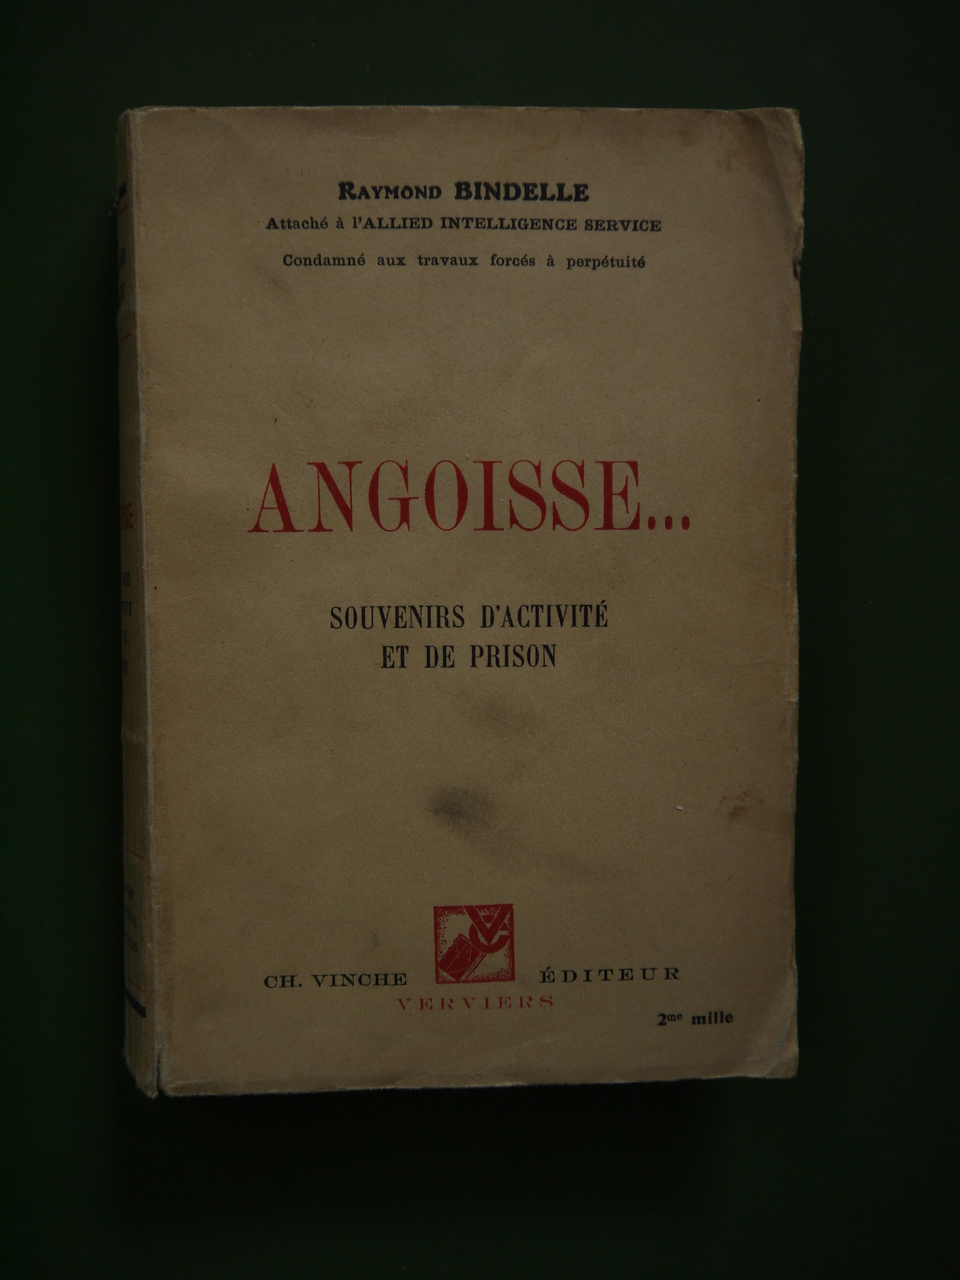 RAYMOND BINDELLE
Attaché à l'ALLIED INTELLIGENCE SERVICE
Condamné aux travaux forcés à perpétuité
ANGOISSE...
SOUVENIRS D'ACTIVITÉ
ET DE PRISON
CH. VINCHE ÉDITEUR
VERVIERS
2me mille